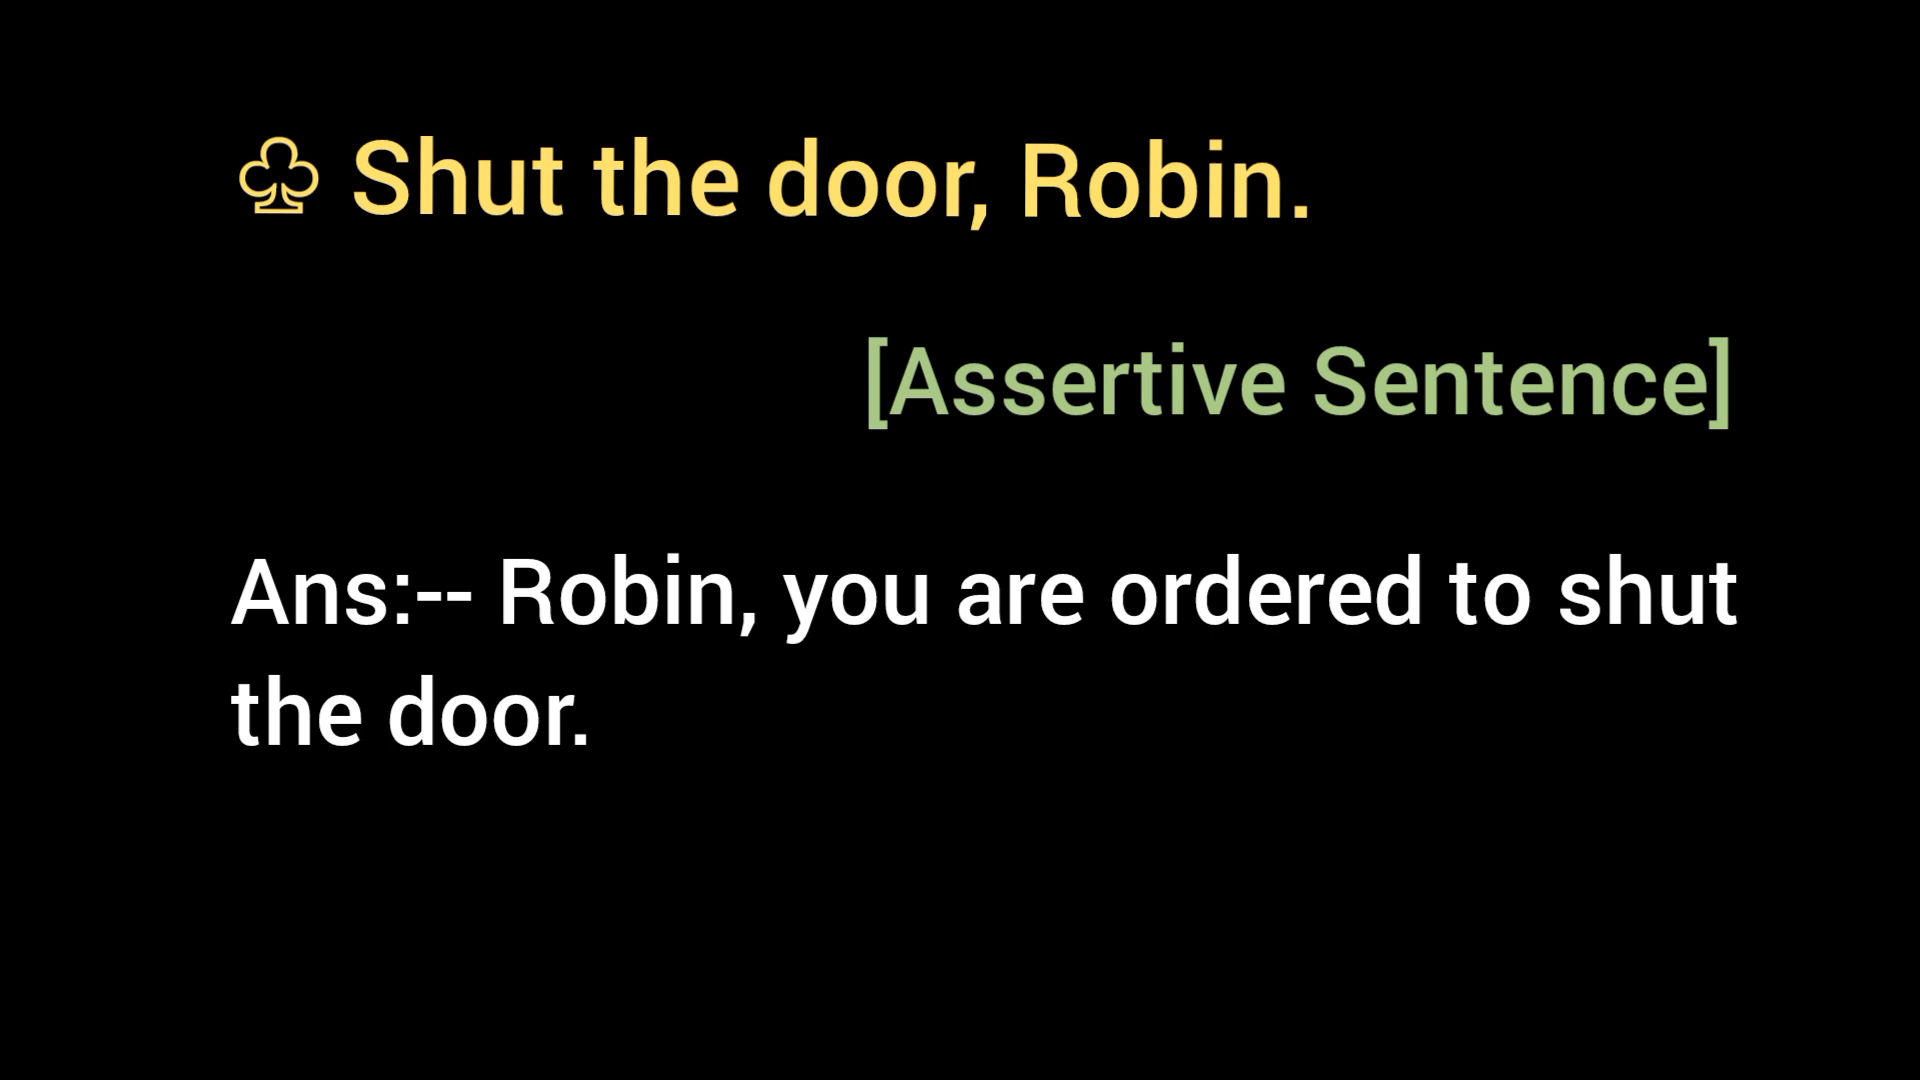 ♧ Shut the door, Robin.
[Assertive Sentence]
Ans:-- Robin, you are ordered to shut
the door.